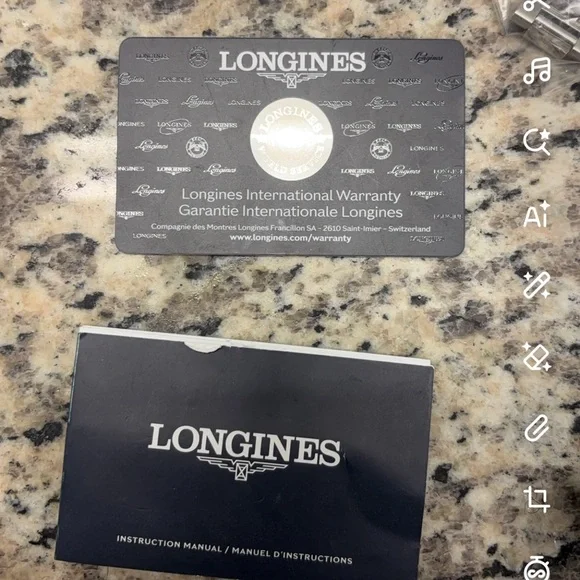 LONGINES
LONGINES
Longines International Warranty
Garantie Internationale Longines
Compagnie des Montres Longines Francillon SA - 2610 Saint-Imier - Switzerland
www.longines.com/warranty
LONGINES
INSTRUCTION MANUAL / MANUEL D'INSTRUCTIONS
Ai
S